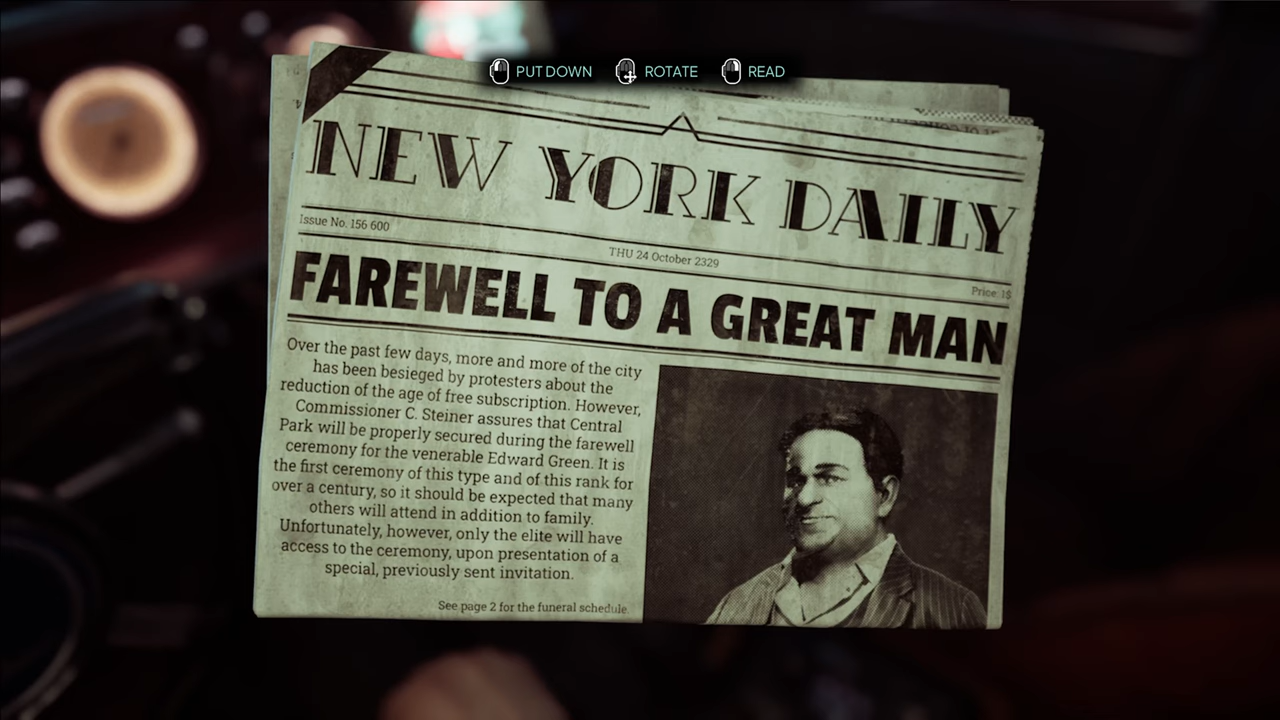 PUT DOWN ROTATE READ
NEW YORK DAILY
Issue No. 156 600
THU 24 October 2329
Price: 1$
FAREWELL TO A GREAT MAN
Over the past few days, more and more of the city
has been besieged by protesters about the
reduction of the age of free subscription. However,
Commissioner C. Steiner assures that Central
Park will be properly secured during the farewell
ceremony for the venerable Edward Green. It is
the first ceremony of this type and of this rank for
over a century, so it should be expected that many
others will attend in addition to family.
Unfortunately, however, only the elite will have
access to the ceremony, upon presentation of a
special, previously sent invitation.
See page 2 for the funeral schedule.